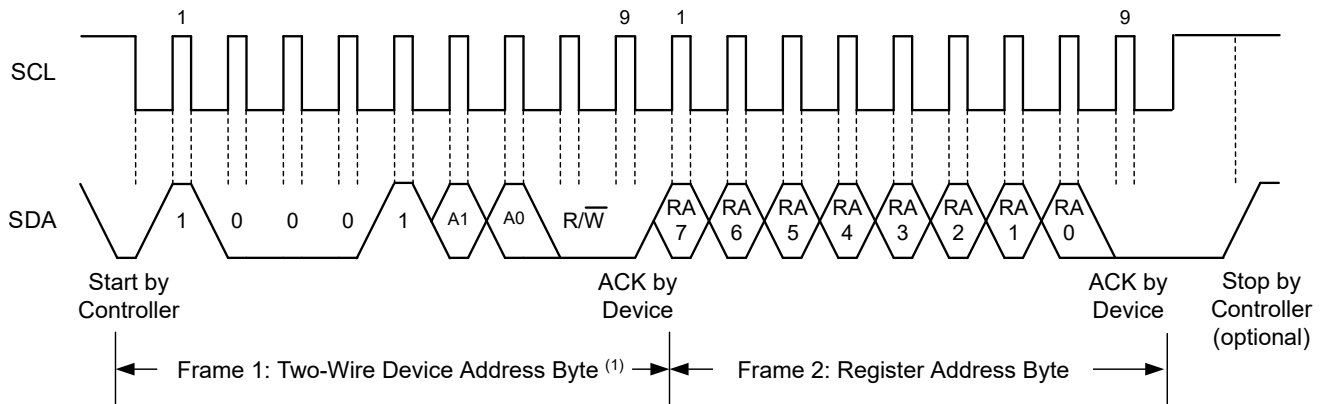 1 9 1 9
SCL
SDA
1 0 0 0 1 A1 A0 R/W̅ RA 7 RA 6 RA 5 RA 4 RA 3 RA 2 RA 1 RA 0
Start by
Controller
ACK by
Device
ACK by
Device
Stop by
Controller
(optional)
Frame 1: Two-Wire Device Address Byte (1)
Frame 2: Register Address Byte